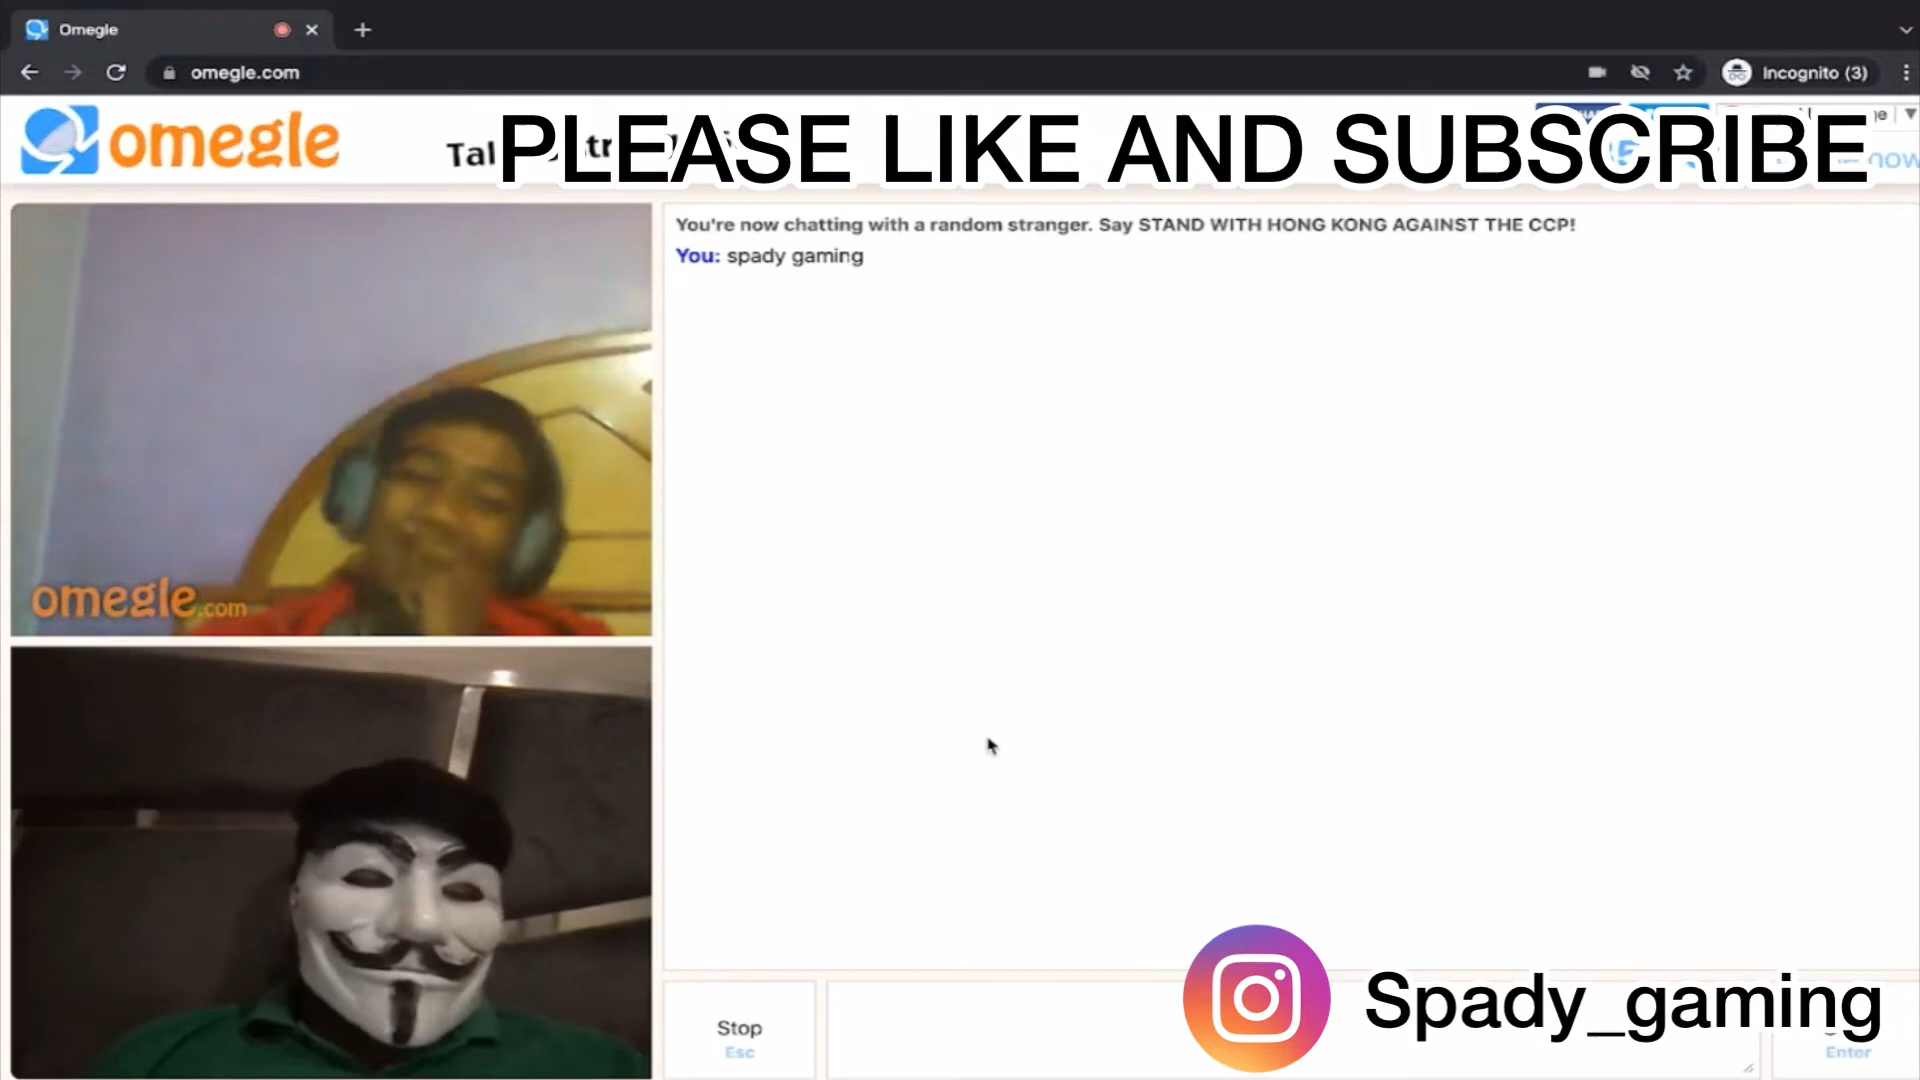 Omegle
omegle.com
Incognito (3)
omegle
PLEASE LIKE AND SUBSCRIBE
You're now chatting with a random stranger. Say STAND WITH HONG KONG AGAINST THE CCP!
You: spady gaming
omegle.com
Stop
Esc
Spady_gaming
Enter